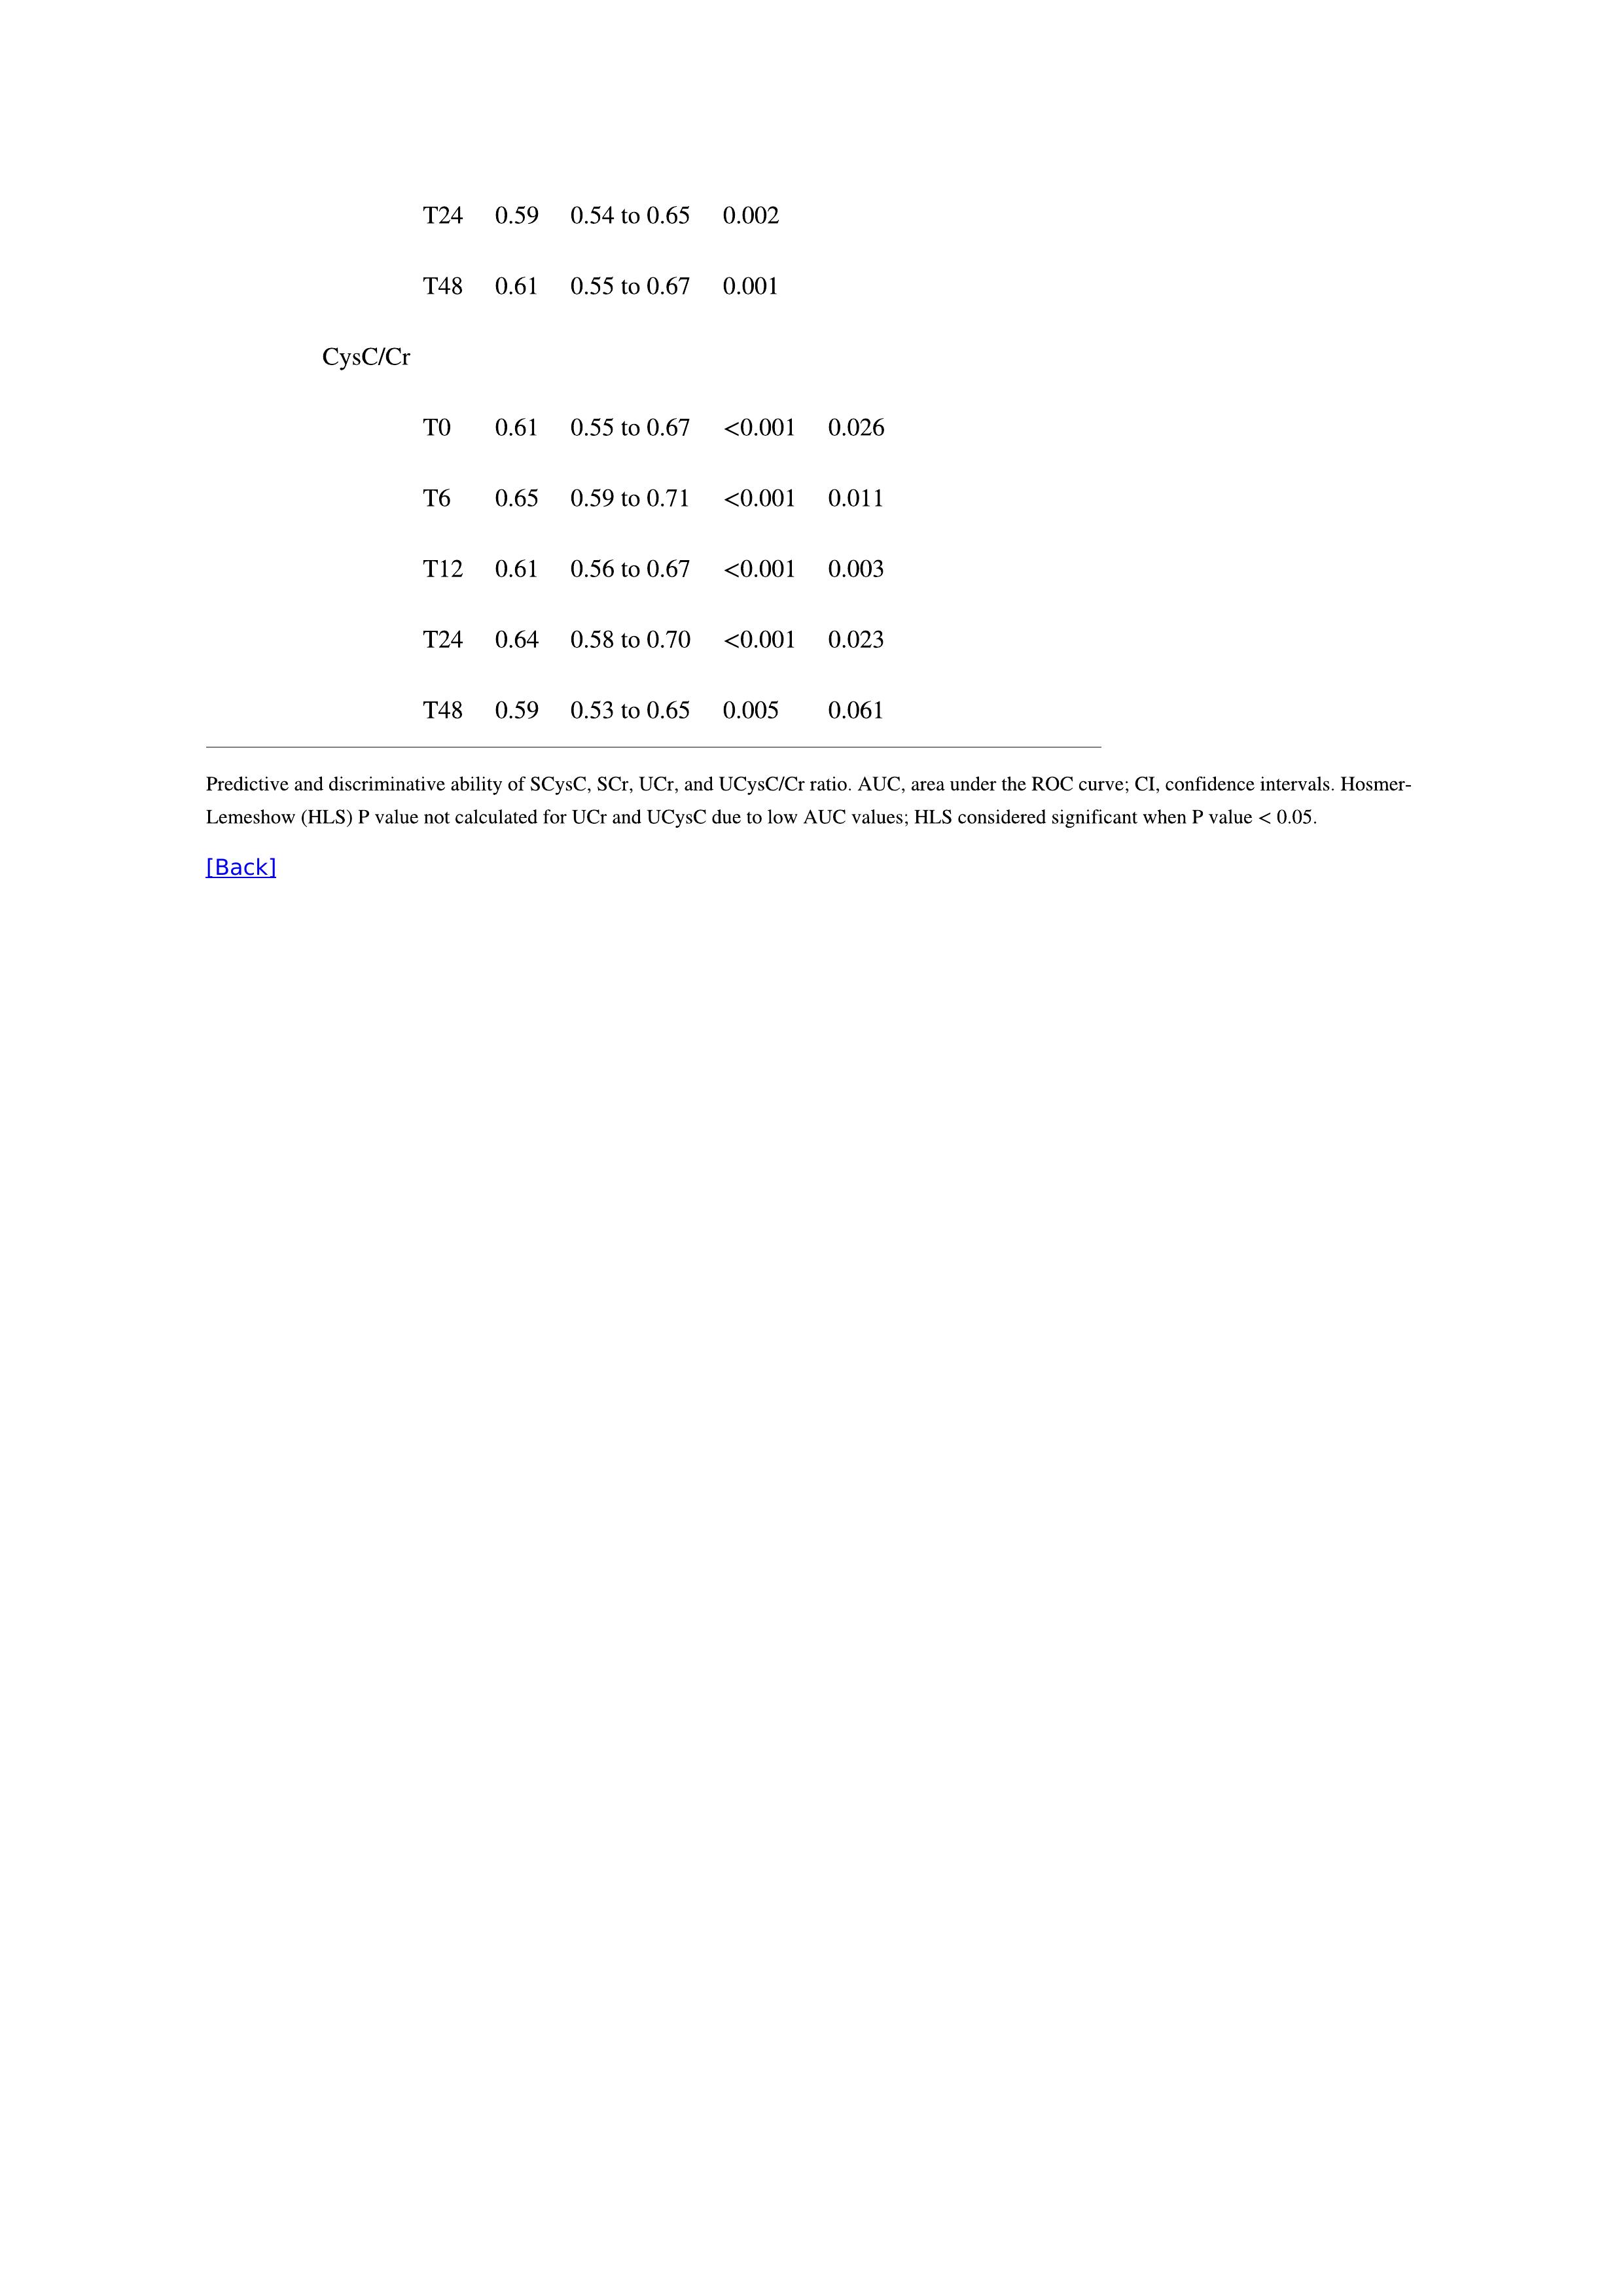 T24 0.59 0.54 to 0.65 0.002
T48 0.61 0.55 to 0.67 0.001
CysC/Cr
T0 0.61 0.55 to 0.67 <0.001 0.026
T6 0.65 0.59 to 0.71 <0.001 0.011
T12 0.61 0.56 to 0.67 <0.001 0.003
T24 0.64 0.58 to 0.70 <0.001 0.023
T48 0.59 0.53 to 0.65 0.005 0.061
Predictive and discriminative ability of SCysC, SCr, UCr, and UCysC/Cr ratio. AUC, area under the ROC curve; CI, confidence intervals. Hosmer-
Lemeshow (HLS) P value not calculated for UCr and UCysC due to low AUC values; HLS considered significant when P value < 0.05.
[Back]